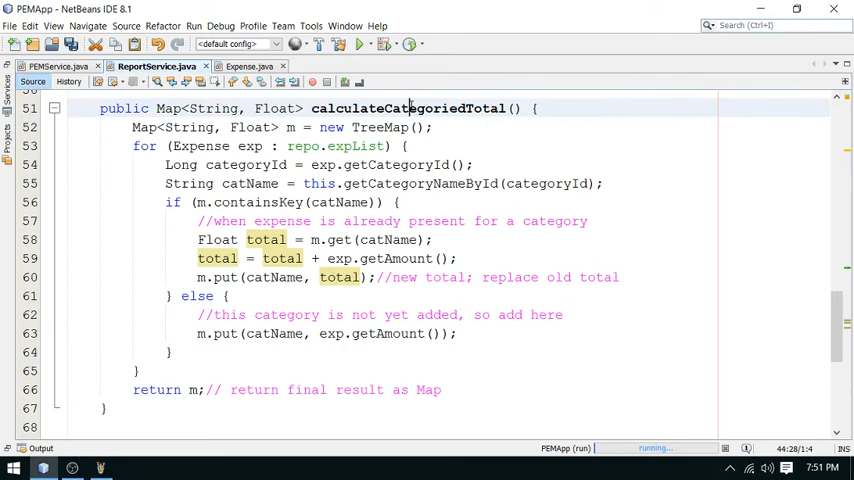 PEMApp - NetBeans IDE 8.1
File Edit View Navigate Source Refactor Run Debug Profile Team Tools Window Help
Search (Ctrl+I)
<default config>
PEMService.java ReportService.java Expense.java
Source History
Services
Projects
51 public Map<String, Float> calculateCategoriedTotal() {
52 Map<String, Float> m = new TreeMap();
53 for (Expense exp : repo.expList) {
54 Long categoryId = exp.getCategoryId();
55 String catName = this.getCategoryNameById(categoryId);
56 if (m.containsKey(catName)) {
57 //when expense is already present for a category
58 Float total = m.get(catName);
59 total = total + exp.getAmount();
60 m.put(catName, total);//new total; replace old total
61 } else {
62 //this category is not yet added, so add here
63 m.put(catName, exp.getAmount());
64 }
65 }
66 return m;// return final result as Map
67 }
68
Output PEMApp (run) running... 44:28/1:4 INS
7:51 PM